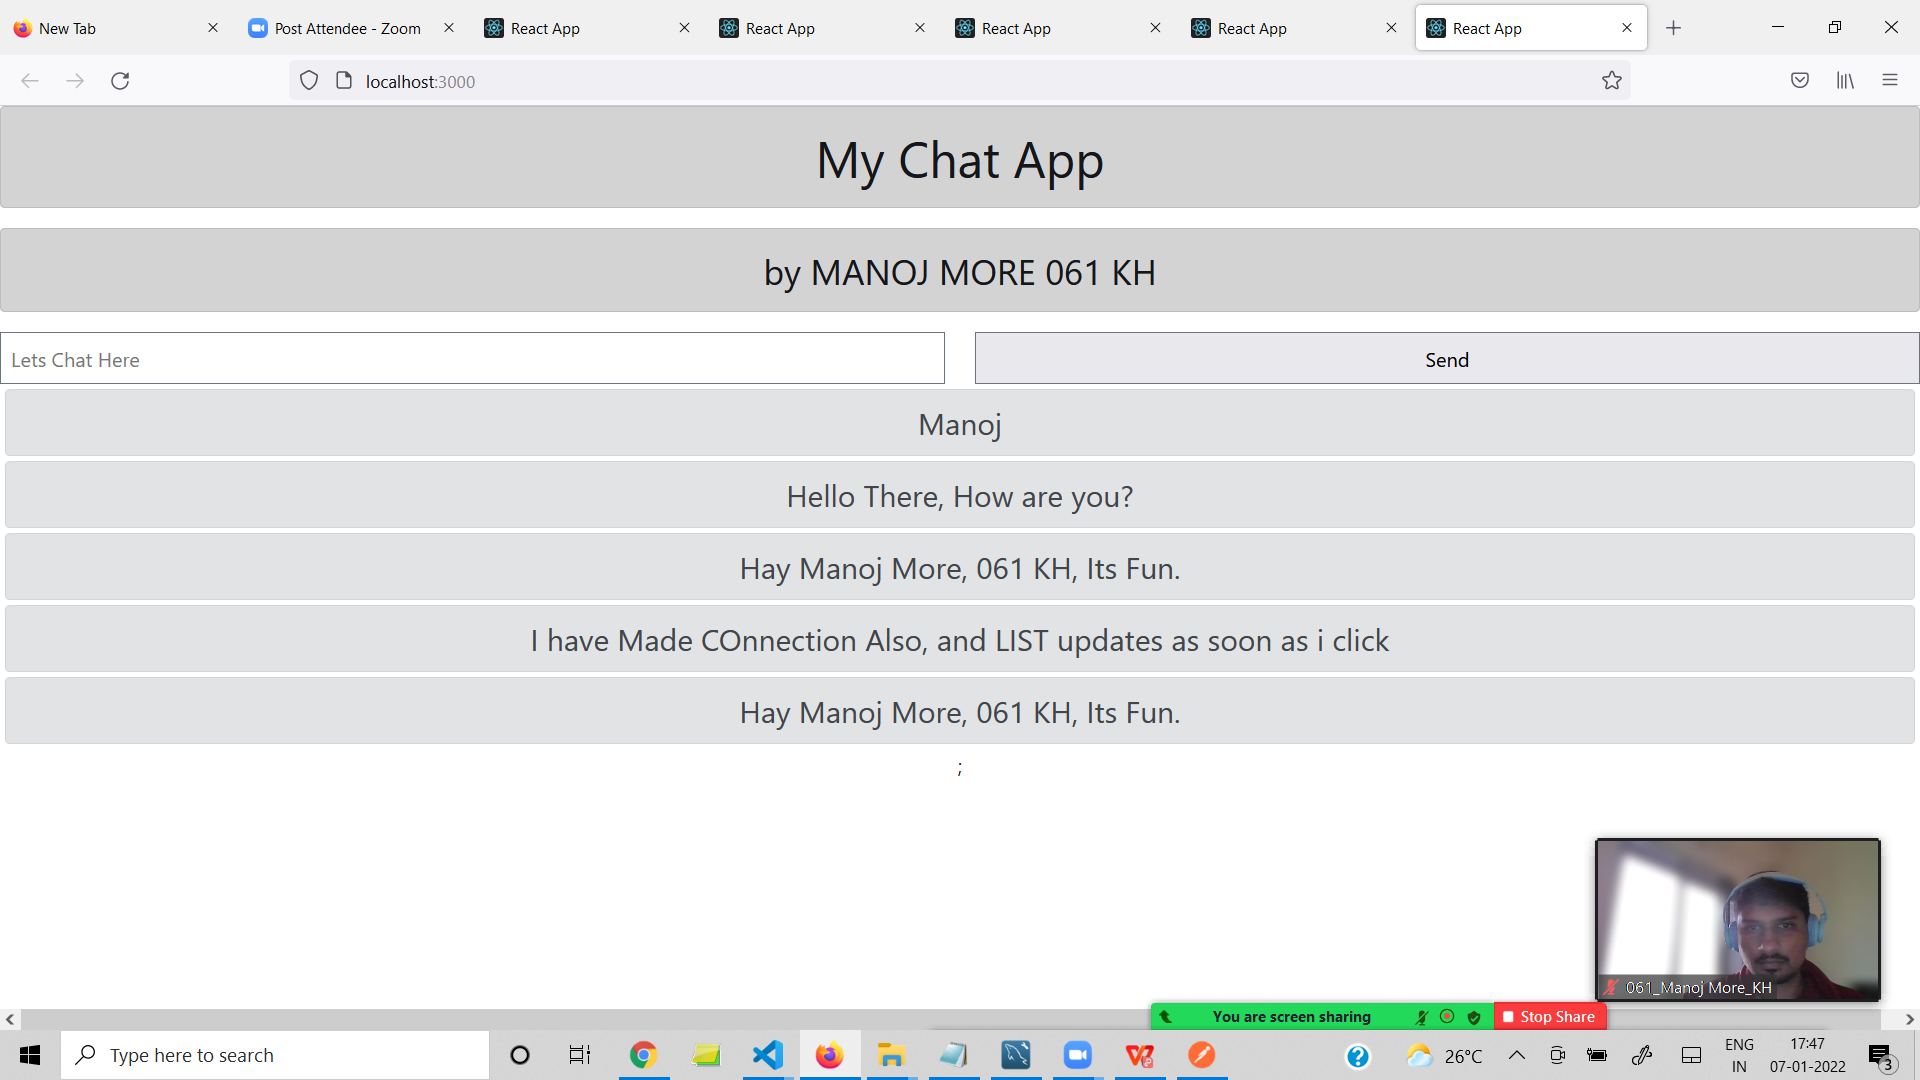 New Tab
Post Attendee - Zoom
React App
React App
React App
React App
React App
localhost:3000
My Chat App
by MANOJ MORE 061 KH
Lets Chat Here
Send
Manoj
Hello There, How are you?
Hay Manoj More, 061 KH, Its Fun.
I have Made COnnection Also, and LIST updates as soon as i click
Hay Manoj More, 061 KH, Its Fun.
;
061_Manoj More_KH
You are screen sharing
Stop Share
Type here to search
26°C
ENG
IN
17:47
07-01-2022
3